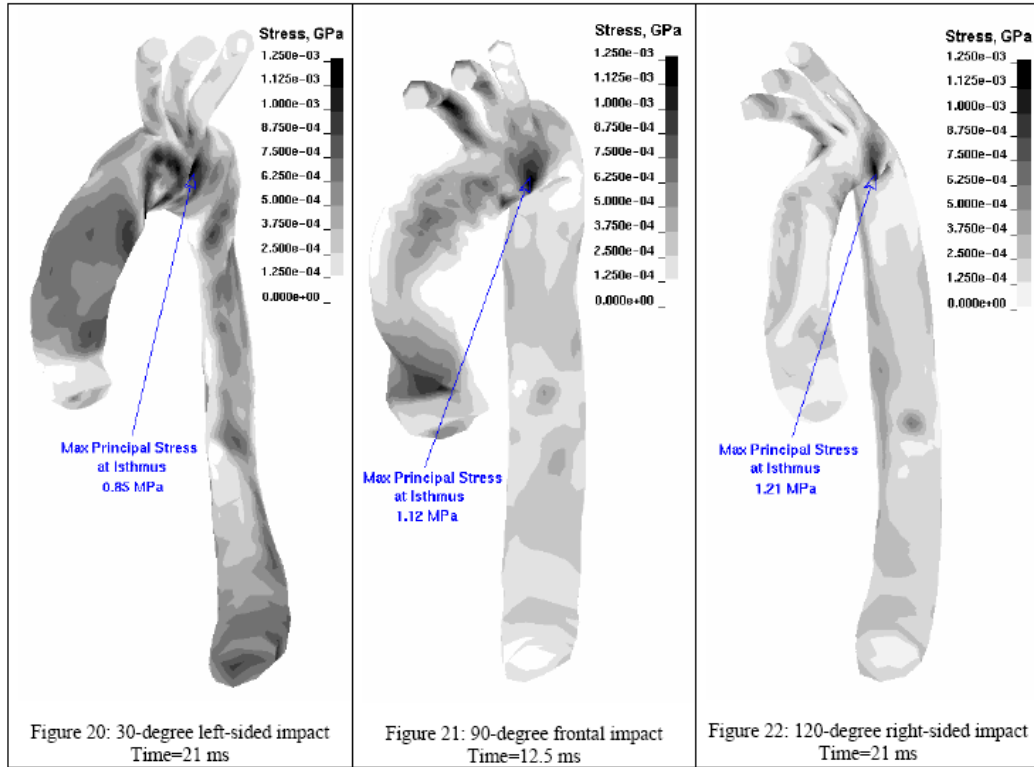 Stress, GPa
1.250e-03
1.125e-03
1.000e-03
8.750e-04
7.500e-04
6.250e-04
5.000e-04
3.750e-04
2.500e-04
1.250e-04
0.000e+00
Max Principal Stress
at Isthmus
0.85 MPa
Figure 20: 30-degree left-sided impact
Time=21 ms
Stress, GPa
1.250e-03
1.125e-03
1.000e-03
8.750e-04
7.500e-04
6.250e-04
5.000e-04
3.750e-04
2.500e-04
1.250e-04
0.000e+00
Max Principal Stress
at Isthmus
1.12 MPa
Figure 21: 90-degree frontal impact
Time=12.5 ms
Stress, GPa
1.250e-03
1.125e-03
1.000e-03
8.750e-04
7.500e-04
6.250e-04
5.000e-04
3.750e-04
2.500e-04
1.250e-04
0.000e+00
Max Principal Stress
at Isthmus
1.21 MPa
Figure 22: 120-degree right-sided impact
Time=21 ms